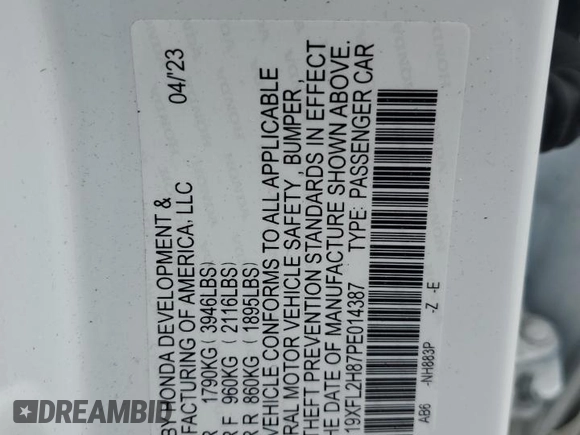 BY HONDA DEVELOPMENT &
FACTURING OF AMERICA, LLC 04/'23
R 1790KG (3946LBS)
R F 960KG (2116LBS)
R R 860KG (1895LBS)
VEHICLE CONFORMS TO ALL APPLICABLE
RAL MOTOR VEHICLE SAFETY, BUMPER,
THEFT PREVENTION STANDARDS IN EFFECT
THE DATE OF MANUFACTURE SHOWN ABOVE.
19XFL2H87PE014387 TYPE: PASSENGER CAR
AB6 -NH883P -Z -E
DREAMBID.COM